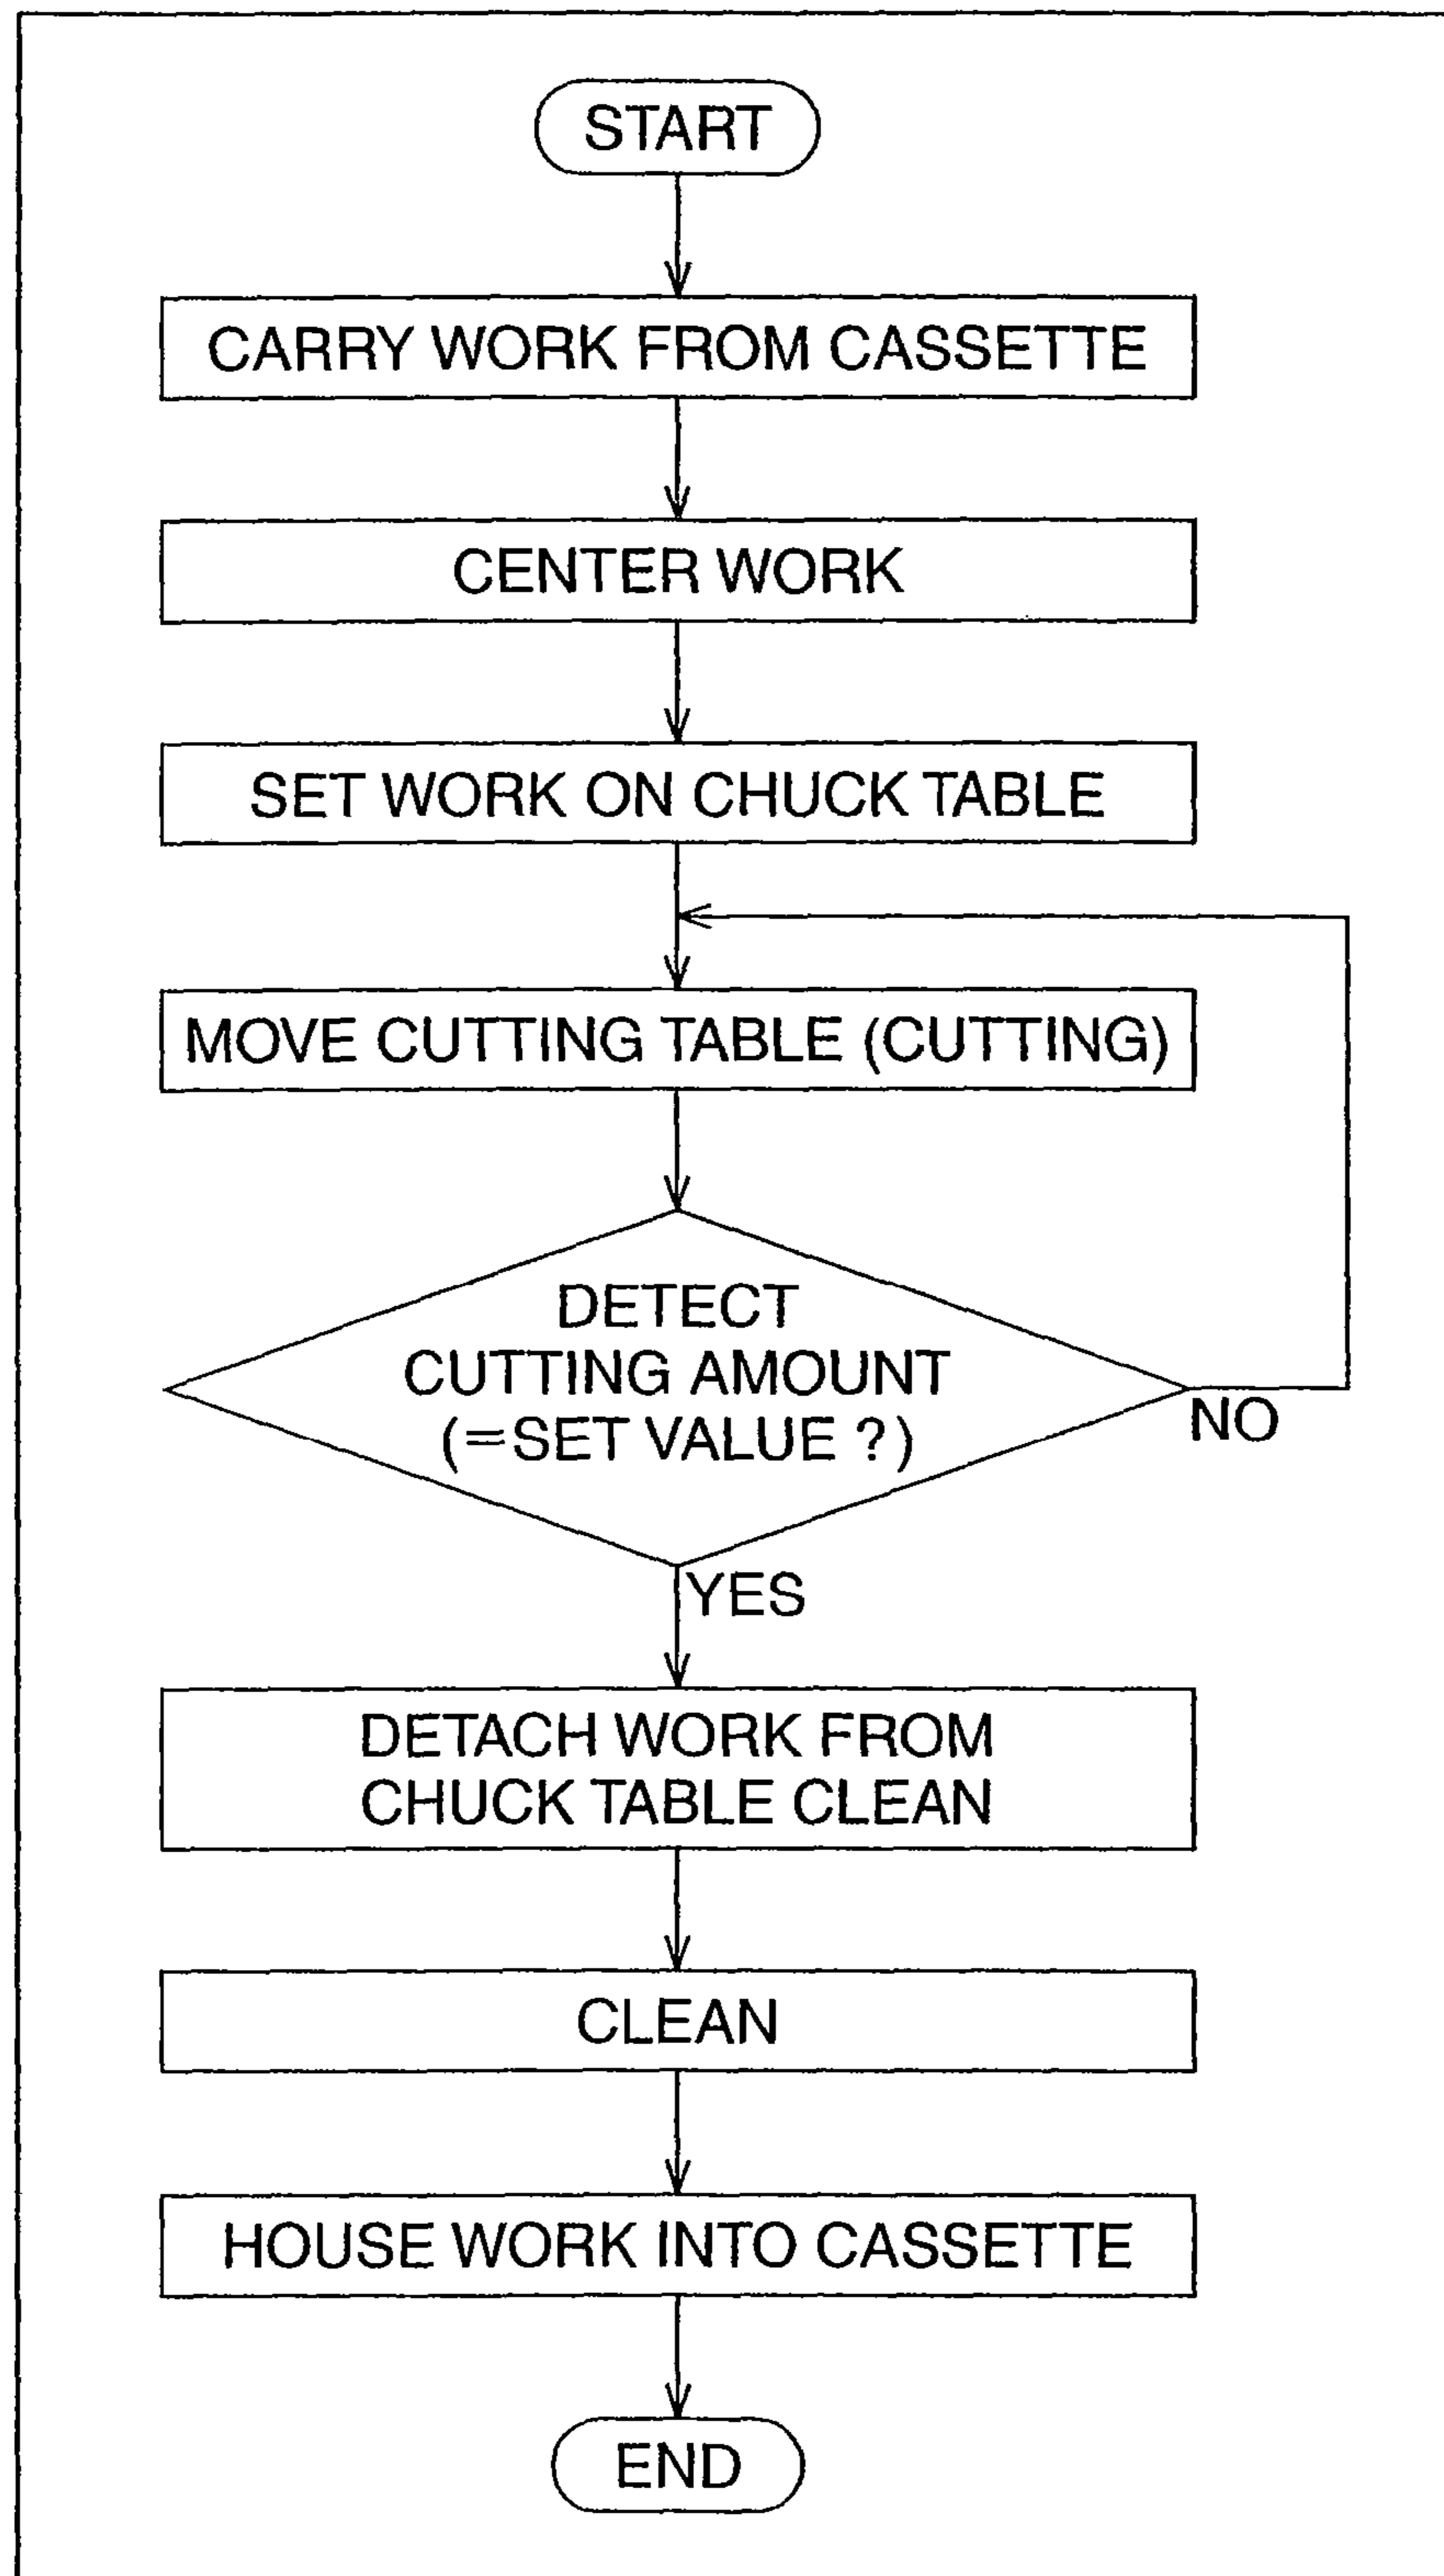 START
CARRY WORK FROM CASSETTE
CENTER WORK
SET WORK ON CHUCK TABLE
MOVE CUTTING TABLE (CUTTING)
DETECT
CUTTING AMOUNT
(=SET VALUE ?)
NO
YES
DETACH WORK FROM
CHUCK TABLE CLEAN
CLEAN
HOUSE WORK INTO CASSETTE
END